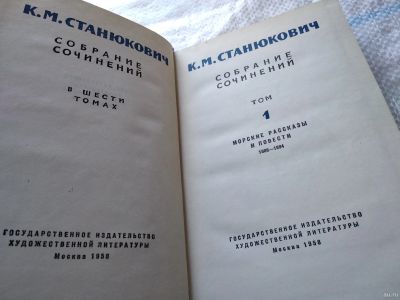 К. М. СТАНЮКОВИЧ
СОБРАНИЕ
СОЧИНЕНИЙ
В ШЕСТИ
ТОМАХ
ГОСУДАРСТВЕННОЕ ИЗДАТЕЛЬСТВО
ХУДОЖЕСТВЕННОЙ ЛИТЕРАТУРЫ
Москва 1958
К. М. СТАНЮКОВИЧ
СОБРАНИЕ
СОЧИНЕНИЙ
ТОМ
1
МОРСКИЕ РАССКАЗЫ
И ПОВЕСТИ
ГОСУДАРСТВЕННОЕ ИЗДАТЕЛЬСТВО
ХУДОЖЕСТВЕННОЙ ЛИТЕРАТУРЫ
Москва 1958